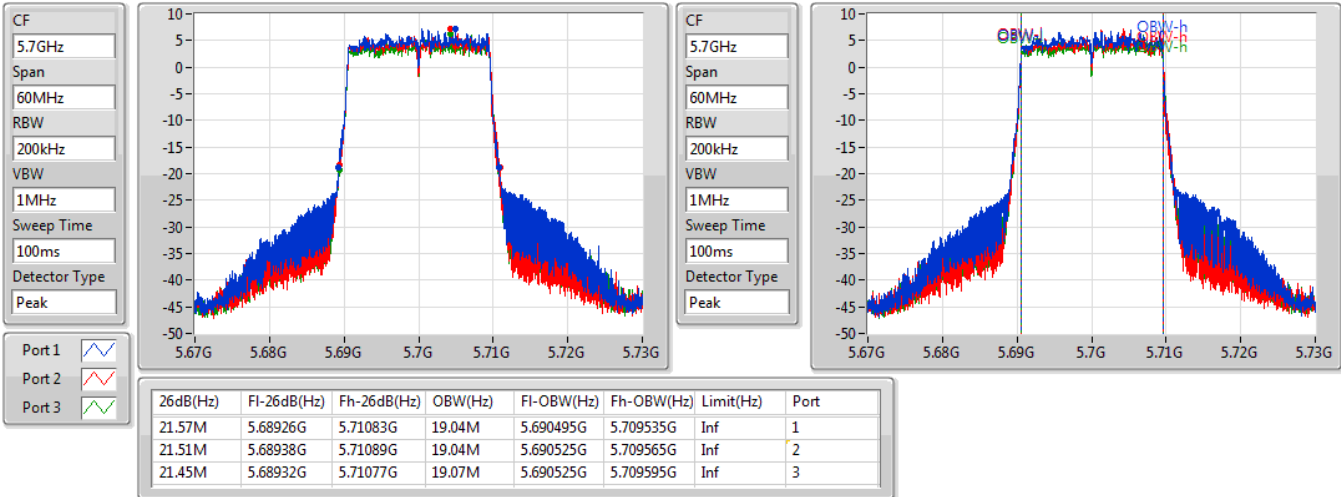 CF
5.7GHz
Span
60MHz
RBW
200kHz
VBW
1MHz
Sweep Time
100ms
Detector Type
Peak
10
5
0
-5
-10
-15
-20
-25
-30
-35
-40
-45
-50
5.67G 5.68G 5.69G 5.7G 5.71G 5.72G 5.73G
CF
5.7GHz
Span
60MHz
RBW
200kHz
VBW
1MHz
Sweep Time
100ms
Detector Type
Peak
10
5
0
-5
-10
-15
-20
-25
-30
-35
-40
-45
-50
OBW-h
OBW-h
OBW-h
5.67G 5.68G 5.69G 5.7G 5.71G 5.72G 5.73G
Port 1
Port 2
Port 3
26dB(Hz) Fl-26dB(Hz) Fh-26dB(Hz) OBW(Hz) Fl-OBW(Hz) Fh-OBW(Hz) Limit(Hz) Port
21.57M 5.68926G 5.71083G 19.04M 5.690495G 5.709535G Inf 1
21.51M 5.68938G 5.71089G 19.04M 5.690525G 5.709565G Inf 2
21.45M 5.68932G 5.71077G 19.07M 5.690525G 5.709595G Inf 3